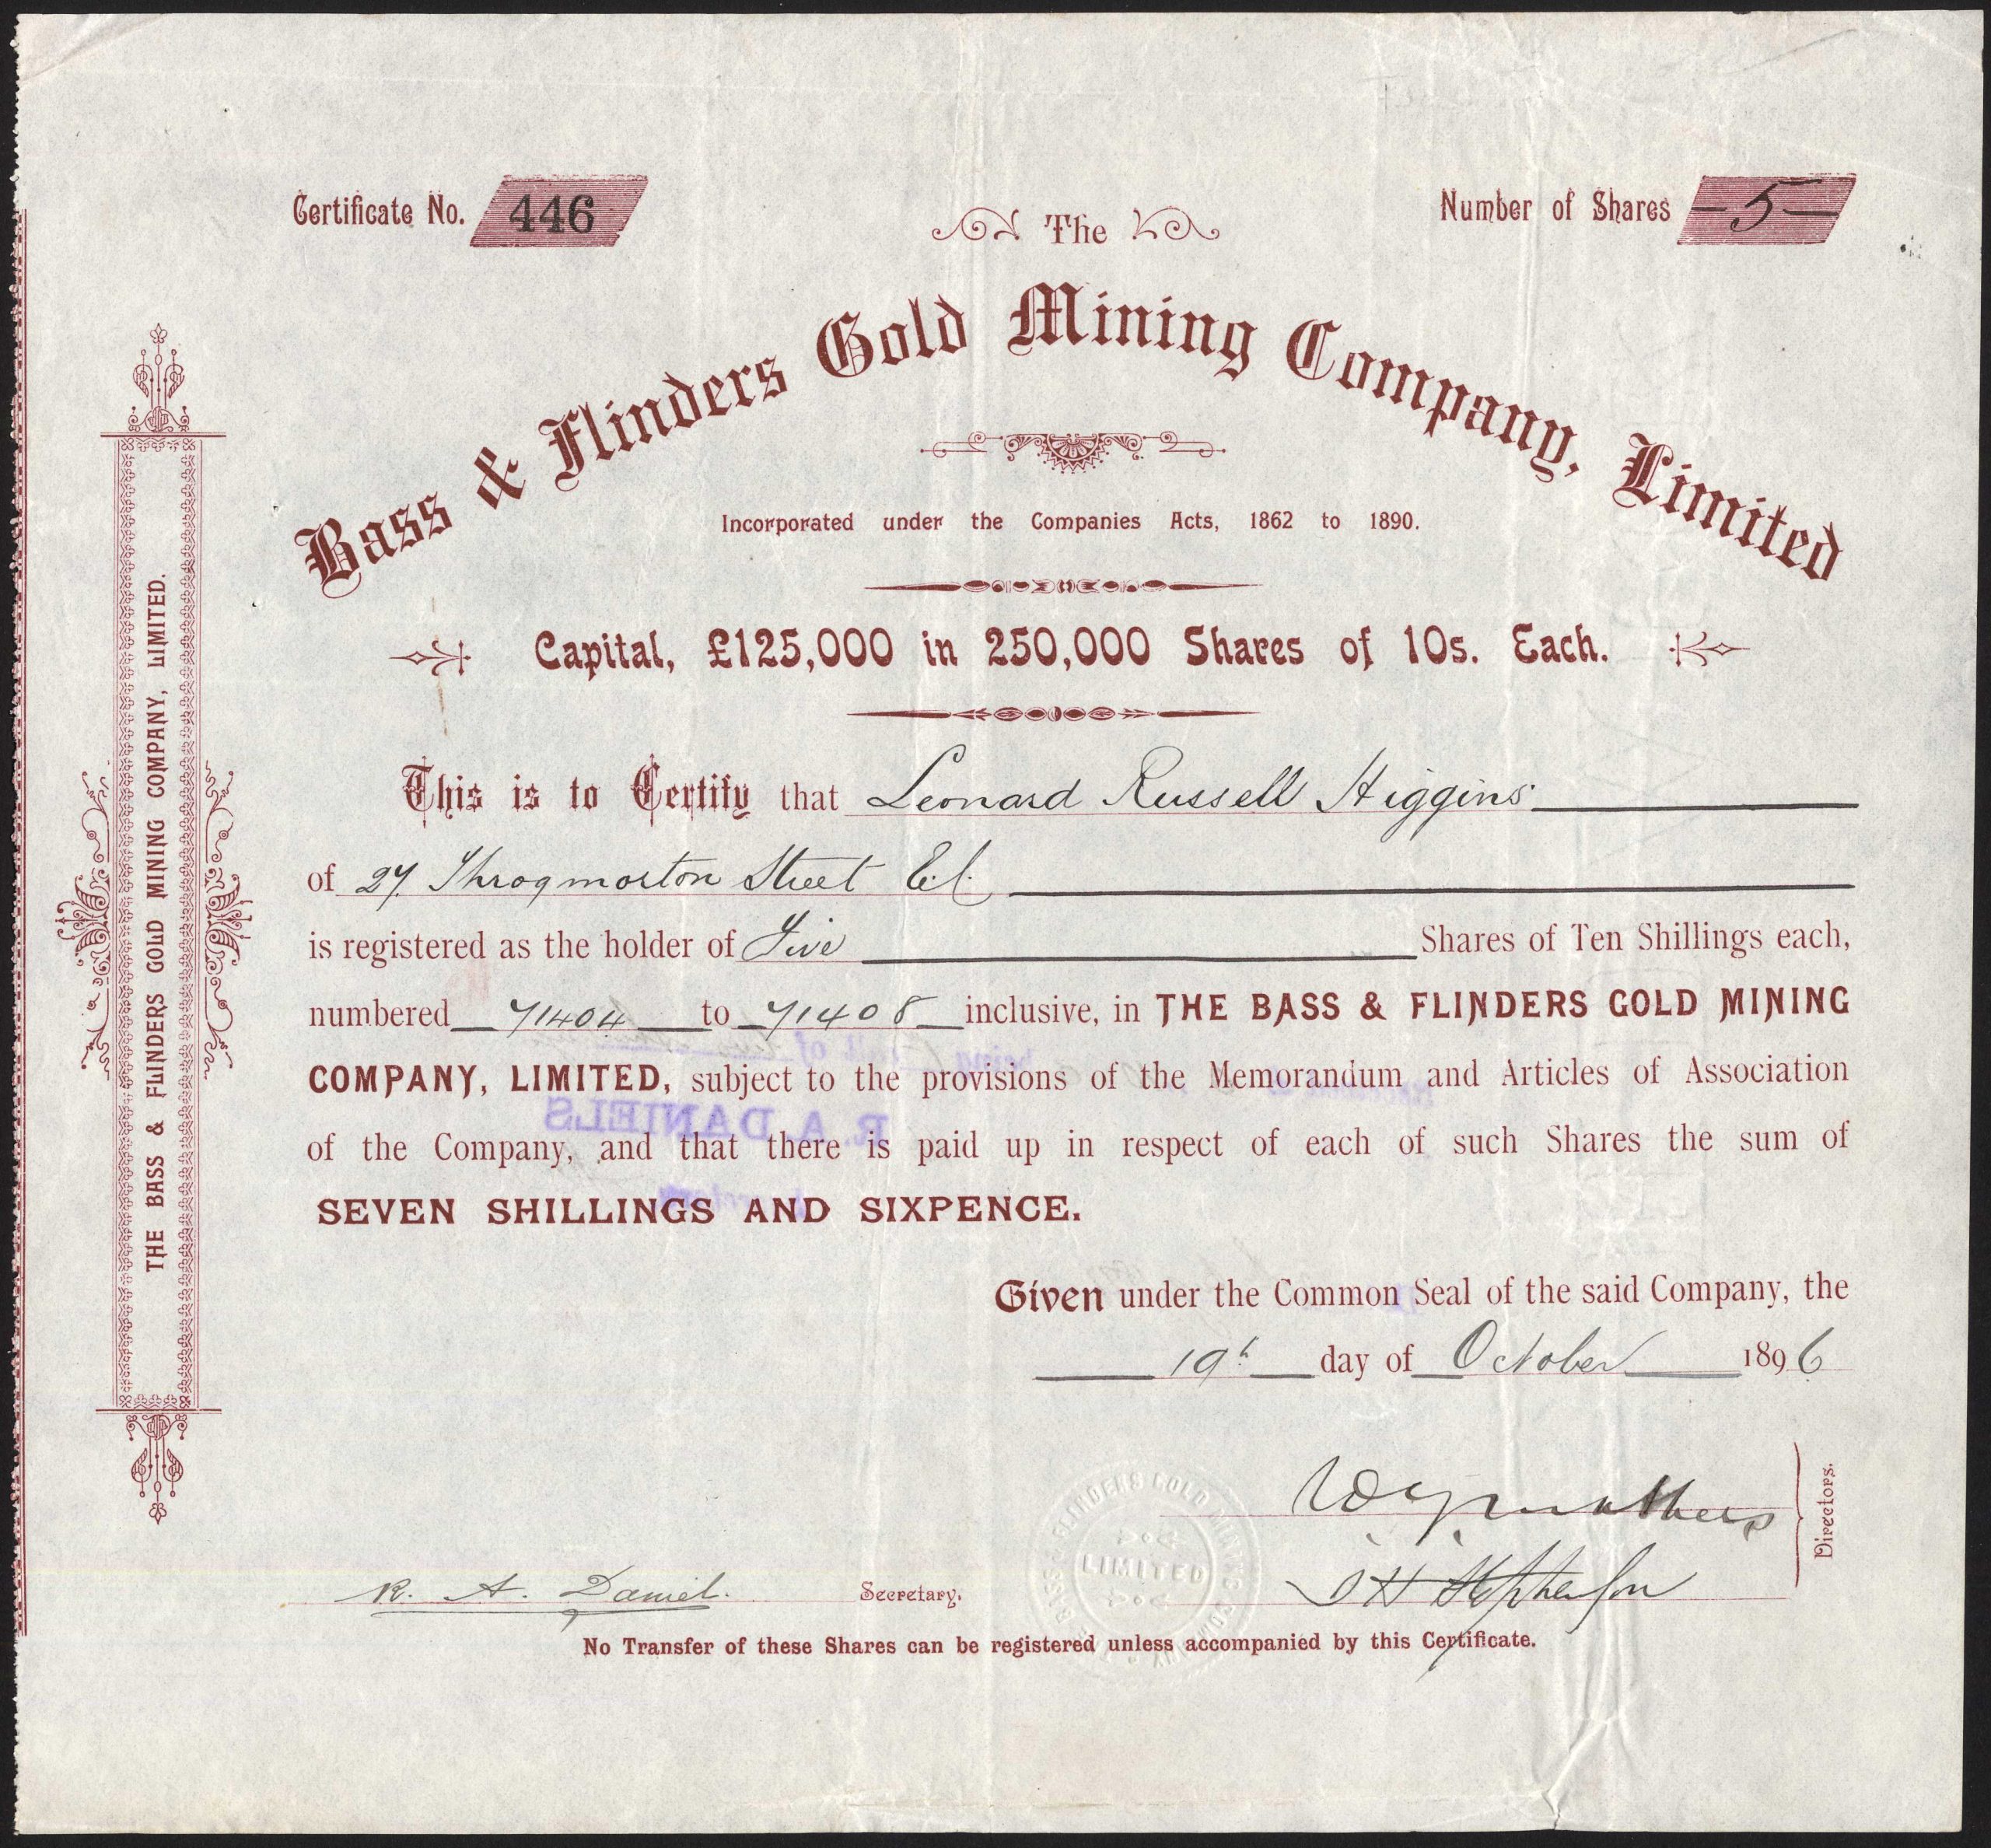 Certificate No. 446
Number of Shares — 5 —
The
Bass & Flinders Gold Mining Company, Limited
Incorporated under the Companies Acts, 1862 to 1890.
Capital, £125,000 in 250,000 Shares of 10s. Each.
This is to Certify that Leonard Russell Higgins
of 27 Throgmorton Street E.C.
is registered as the holder of Five Shares of Ten Shillings each,
numbered 71404 to 71408 inclusive, in THE BASS & FLINDERS GOLD MINING
COMPANY, LIMITED, subject to the provisions of the Memorandum and Articles of Association
of the Company, and that there is paid up in respect of each of such Shares the sum of
SEVEN SHILLINGS AND SIXPENCE.
Given under the Common Seal of the said Company, the
19th day of October 1896
Directors.
R. A. Daniel. Secretary.
LIMITED
No Transfer of these Shares can be registered unless accompanied by this Certificate.
THE BASS & FLINDERS GOLD MINING COMPANY, LIMITED.
R. A. DANIELS